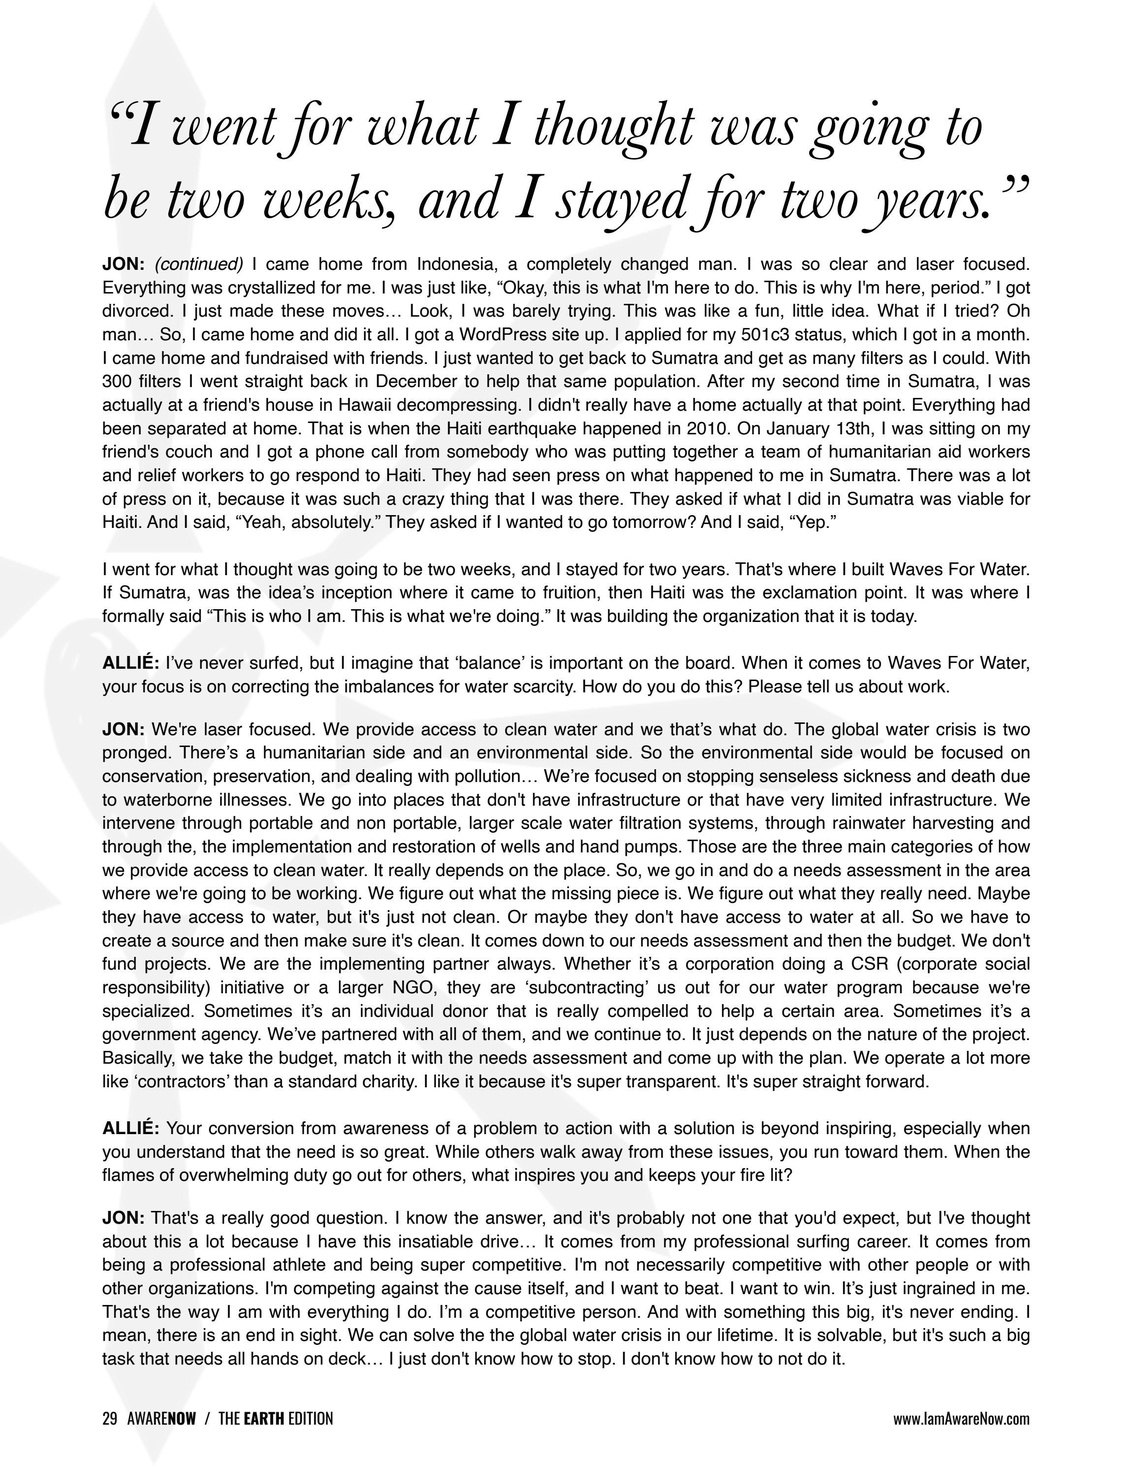 “I went for what I thought was going to
be two weeks, and I stayed for two years.”
JON: (continued) I came home from Indonesia, a completely changed man. I was so clear and laser focused.
Everything was crystallized for me. I was just like, “Okay, this is what I'm here to do. This is why I'm here, period.” I got
divorced. I just made these moves… Look, I was barely trying. This was like a fun, little idea. What if I tried? Oh
man… So, I came home and did it all. I got a WordPress site up. I applied for my 501c3 status, which I got in a month.
I came home and fundraised with friends. I just wanted to get back to Sumatra and get as many filters as I could. With
300 filters I went straight back in December to help that same population. After my second time in Sumatra, I was
actually at a friend's house in Hawaii decompressing. I didn't really have a home actually at that point. Everything had
been separated at home. That is when the Haiti earthquake happened in 2010. On January 13th, I was sitting on my
friend's couch and I got a phone call from somebody who was putting together a team of humanitarian aid workers
and relief workers to go respond to Haiti. They had seen press on what happened to me in Sumatra. There was a lot
of press on it, because it was such a crazy thing that I was there. They asked if what I did in Sumatra was viable for
Haiti. And I said, “Yeah, absolutely.” They asked if I wanted to go tomorrow? And I said, “Yep.”
I went for what I thought was going to be two weeks, and I stayed for two years. That's where I built Waves For Water.
If Sumatra, was the idea’s inception where it came to fruition, then Haiti was the exclamation point. It was where I
formally said “This is who I am. This is what we're doing.” It was building the organization that it is today.
ALLIÉ: I’ve never surfed, but I imagine that ‘balance’ is important on the board. When it comes to Waves For Water,
your focus is on correcting the imbalances for water scarcity. How do you do this? Please tell us about work.
JON: We're laser focused. We provide access to clean water and we that’s what do. The global water crisis is two
pronged. There’s a humanitarian side and an environmental side. So the environmental side would be focused on
conservation, preservation, and dealing with pollution… We’re focused on stopping senseless sickness and death due
to waterborne illnesses. We go into places that don't have infrastructure or that have very limited infrastructure. We
intervene through portable and non portable, larger scale water filtration systems, through rainwater harvesting and
through the, the implementation and restoration of wells and hand pumps. Those are the three main categories of how
we provide access to clean water. It really depends on the place. So, we go in and do a needs assessment in the area
where we're going to be working. We figure out what the missing piece is. We figure out what they really need. Maybe
they have access to water, but it's just not clean. Or maybe they don't have access to water at all. So we have to
create a source and then make sure it's clean. It comes down to our needs assessment and then the budget. We don't
fund projects. We are the implementing partner always. Whether it’s a corporation doing a CSR (corporate social
responsibility) initiative or a larger NGO, they are ‘subcontracting’ us out for our water program because we're
specialized. Sometimes it’s an individual donor that is really compelled to help a certain area. Sometimes it’s a
government agency. We’ve partnered with all of them, and we continue to. It just depends on the nature of the project.
Basically, we take the budget, match it with the needs assessment and come up with the plan. We operate a lot more
like ‘contractors’ than a standard charity. I like it because it's super transparent. It's super straight forward.
ALLIÉ: Your conversion from awareness of a problem to action with a solution is beyond inspiring, especially when
you understand that the need is so great. While others walk away from these issues, you run toward them. When the
flames of overwhelming duty go out for others, what inspires you and keeps your fire lit?
JON: That's a really good question. I know the answer, and it's probably not one that you'd expect, but I've thought
about this a lot because I have this insatiable drive… It comes from my professional surfing career. It comes from
being a professional athlete and being super competitive. I'm not necessarily competitive with other people or with
other organizations. I'm competing against the cause itself, and I want to beat. I want to win. It’s just ingrained in me.
That's the way I am with everything I do. I’m a competitive person. And with something this big, it's never ending. I
mean, there is an end in sight. We can solve the the global water crisis in our lifetime. It is solvable, but it's such a big
task that needs all hands on deck… I just don't know how to stop. I don't know how to not do it.
29 AWARENOW / THE EARTH EDITION
www.IamAwareNow.com